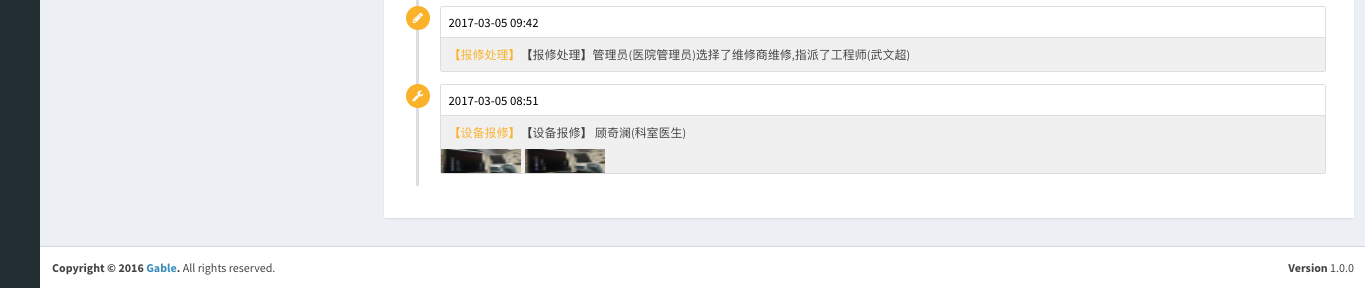 2017-03-05 09:42
【报修处理】 【报修处理】管理员(医院管理员)选择了维修商维修,指派了工程师(武文超)
2017-03-05 08:51
【设备报修】 【设备报修】 顾奇澜(科室医生)
Copyright © 2016 Gable. All rights reserved. Version 1.0.0